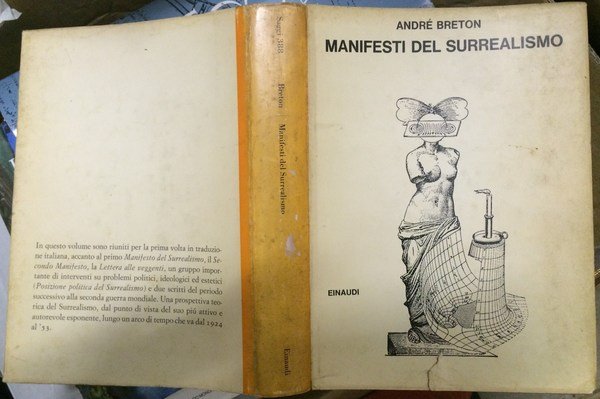 ANDRÉ BRETON
MANIFESTI DEL SURREALISMO
EINAUDI
Saggi 388
Breton
Manifesti del Surrealismo
Einaudi
In questo volume sono riuniti per la prima volta in traduzio-
ne italiana, accanto al primo Manifesto del Surrealismo, il Se-
condo Manifesto, la Lettera alle veggenti, un gruppo impor-
tante di interventi su problemi politici, ideologici ed estetici
(Posizione politica del Surrealismo) e due scritti del periodo
successivo alla seconda guerra mondiale. Una prospettiva teo-
rica del Surrealismo, dal punto di vista del suo piú attivo e
autorevole esponente, lungo un arco di tempo che va dal 1924
al '53.